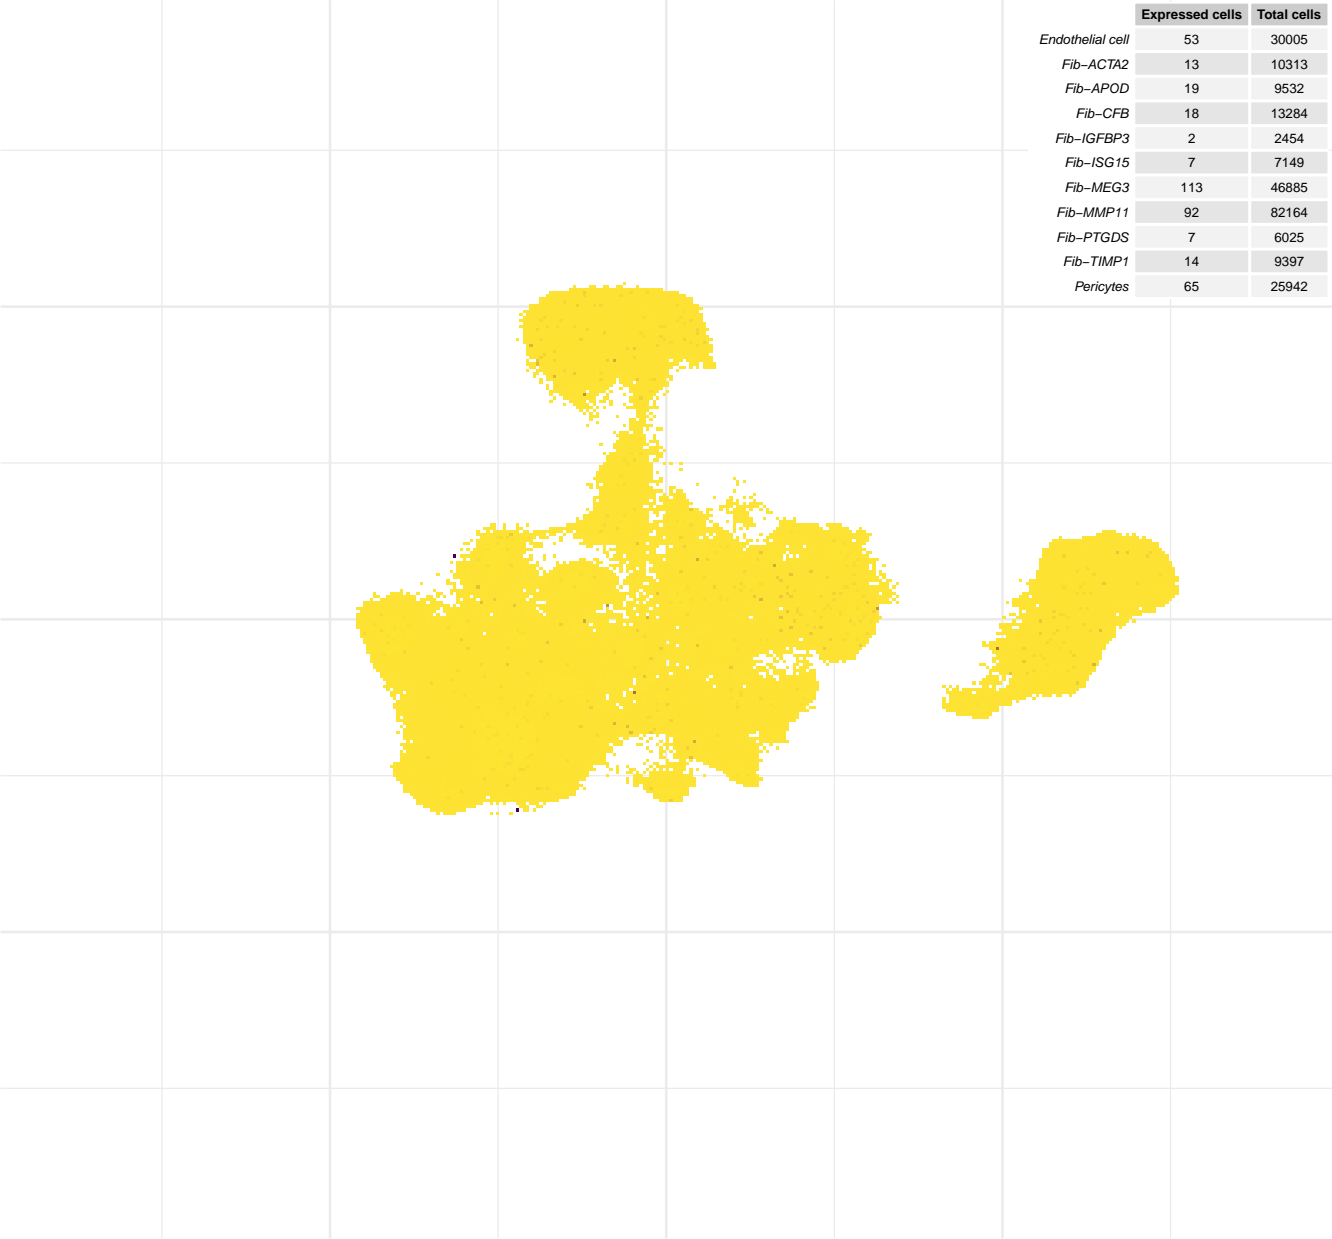 Expressed cells Total cells
Endothelial cell 53 30005
Fib−ACTA2 13 10313
Fib−APOD 19 9532
Fib−CFB 18 13284
Fib−IGFBP3 2 2454
Fib−ISG15 7 7149
Fib−MEG3 113 46885
Fib−MMP11 92 82164
Fib−PTGDS 7 6025
Fib−TIMP1 14 9397
Pericytes 65 25942